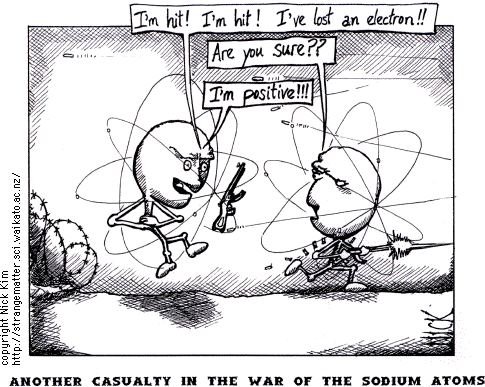 I'm hit! I'm hit! I've lost an electron!!
Are you sure??
I'm positive!!!
copyright Nick Kim
http://strangematter.sci.waikato.ac.nz/
NICK
ANOTHER CASUALTY IN THE WAR OF THE SODIUM ATOMS